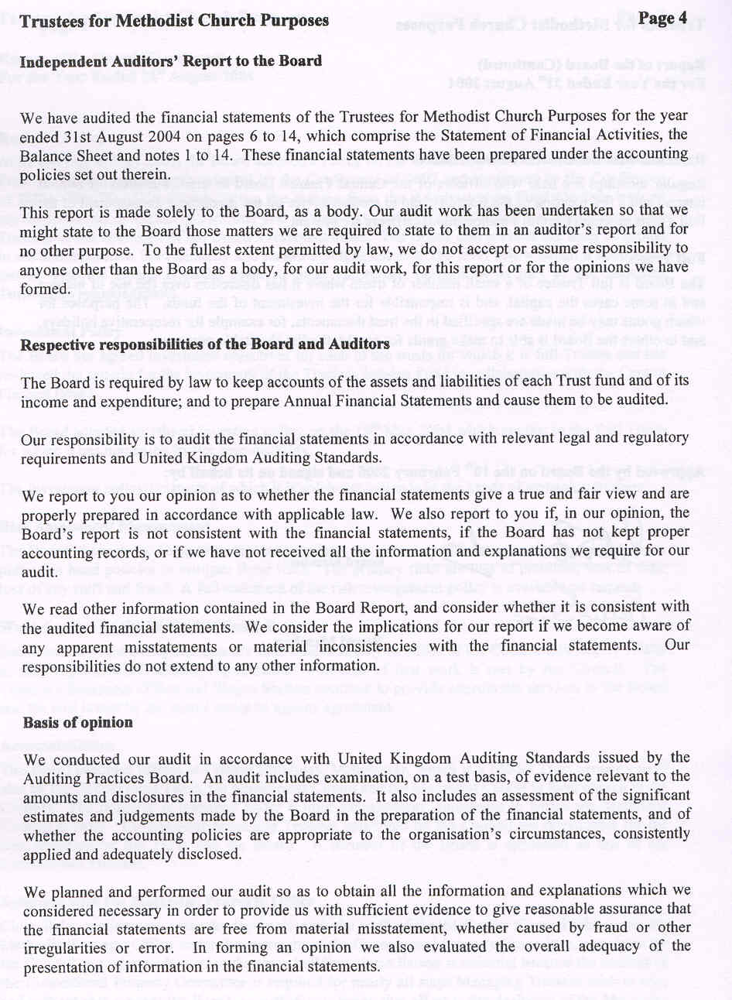 Trustees for Methodist Church Purposes
Page 4
Independent Auditors' Report to the Board
We have audited the financial statements of the Trustees for Methodist Church Purposes for the year
ended 31st August 2004 on pages 6 to 14, which comprise the Statement of Financial Activities, the
Balance Sheet and notes 1 to 14. These financial statements have been prepared under the accounting
policies set out therein.
This report is made solely to the Board, as a body. Our audit work has been undertaken so that we
might state to the Board those matters we are required to state to them in an auditor's report and for
no other purpose. To the fullest extent permitted by law, we do not accept or assume responsibility to
anyone other than the Board as a body, for our audit work, for this report or for the opinions we have
formed.
Respective responsibilities of the Board and Auditors
The Board is required by law to keep accounts of the assets and liabilities of each Trust fund and of its
income and expenditure; and to prepare Annual Financial Statements and cause them to be audited.
Our responsibility is to audit the financial statements in accordance with relevant legal and regulatory
requirements and United Kingdom Auditing Standards.
We report to you our opinion as to whether the financial statements give a true and fair view and are
properly prepared in accordance with applicable law. We also report to you if, in our opinion, the
Board's report is not consistent with the financial statements, if the Board has not kept proper
accounting records, or if we have not received all the information and explanations we require for our
audit.
We read other information contained in the Board Report, and consider whether it is consistent with
the audited financial statements. We consider the implications for our report if we become aware of
any apparent misstatements or material inconsistencies with the financial statements. Our
responsibilities do not extend to any other information.
Basis of opinion
We conducted our audit in accordance with United Kingdom Auditing Standards issued by the
Auditing Practices Board. An audit includes examination, on a test basis, of evidence relevant to the
amounts and disclosures in the financial statements. It also includes an assessment of the significant
estimates and judgements made by the Board in the preparation of the financial statements, and of
whether the accounting policies are appropriate to the organisation's circumstances, consistently
applied and adequately disclosed.
We planned and performed our audit so as to obtain all the information and explanations which we
considered necessary in order to provide us with sufficient evidence to give reasonable assurance that
the financial statements are free from material misstatement, whether caused by fraud or other
irregularities or error. In forming an opinion we also evaluated the overall adequacy of the
presentation of information in the financial statements.